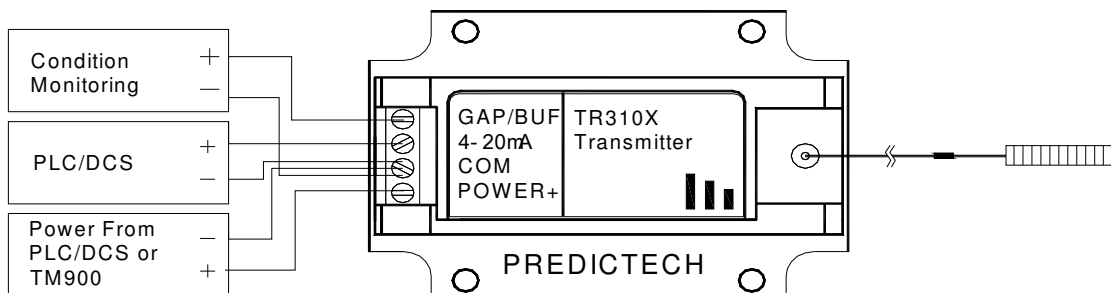 Condition
Monitoring
+
−
PLC/DCS
+
−
Power From
PLC/DCS or
TM900
−
+
GAP/BUF
4-20mA
COM
POWER+
TR310X
Transmitter
PREDICTECH